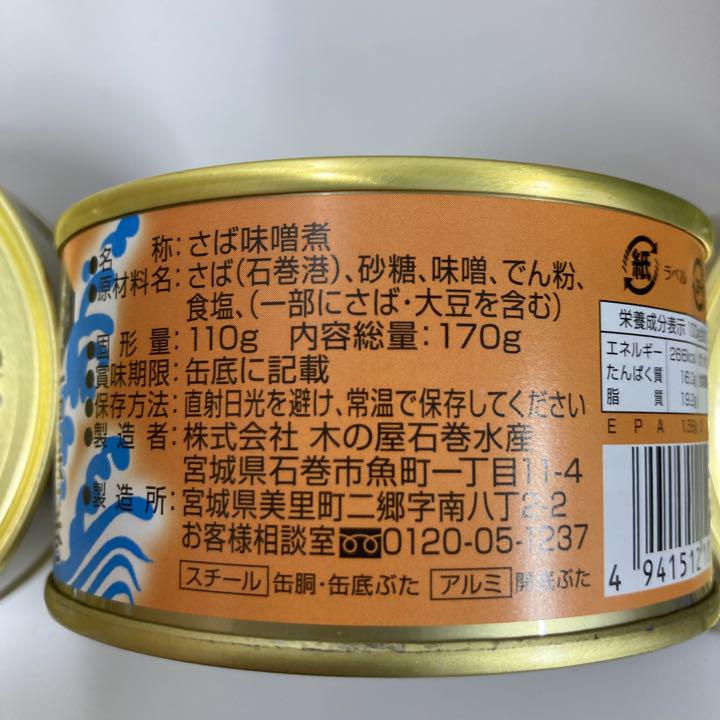 ●名　　称：さば味噌煮
●原材料名：さば(石巻港)、砂糖、味噌、でん粉、
食塩、(一部にさば・大豆を含む)
●固形量：110g　内容総量：170g
●賞味期限：缶底に記載
●保存方法：直射日光を避け、常温で保存してください
●製造者：株式会社 木の屋石巻水産
宮城県石巻市魚町一丁目11-4
●製造所：宮城県美里町二郷字南八丁2-2
お客様相談室 0120-05-1237
スチール 缶胴・缶底ぶた アルミ 開底ぶた
紙 ラベル
栄養成分表示
エネルギー 266kcal
たんぱく質
脂　質
EPA
4 941512